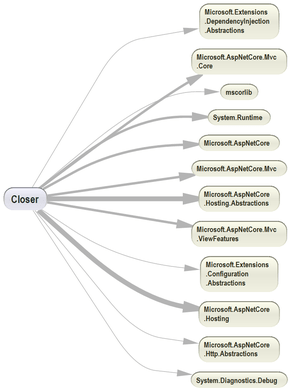 Microsoft.Extensions
.DependencyInjection
.Abstractions
Microsoft.AspNetCore.Mvc
.Core
mscorlib
System.Runtime
Microsoft.AspNetCore
Microsoft.AspNetCore.Mvc
Closer
Microsoft.AspNetCore
.Hosting.Abstractions
Microsoft.AspNetCore.Mvc
.ViewFeatures
Microsoft.Extensions
.Configuration
.Abstractions
Microsoft.AspNetCore
.Hosting
Microsoft.AspNetCore
.Http.Abstractions
System.Diagnostics.Debug